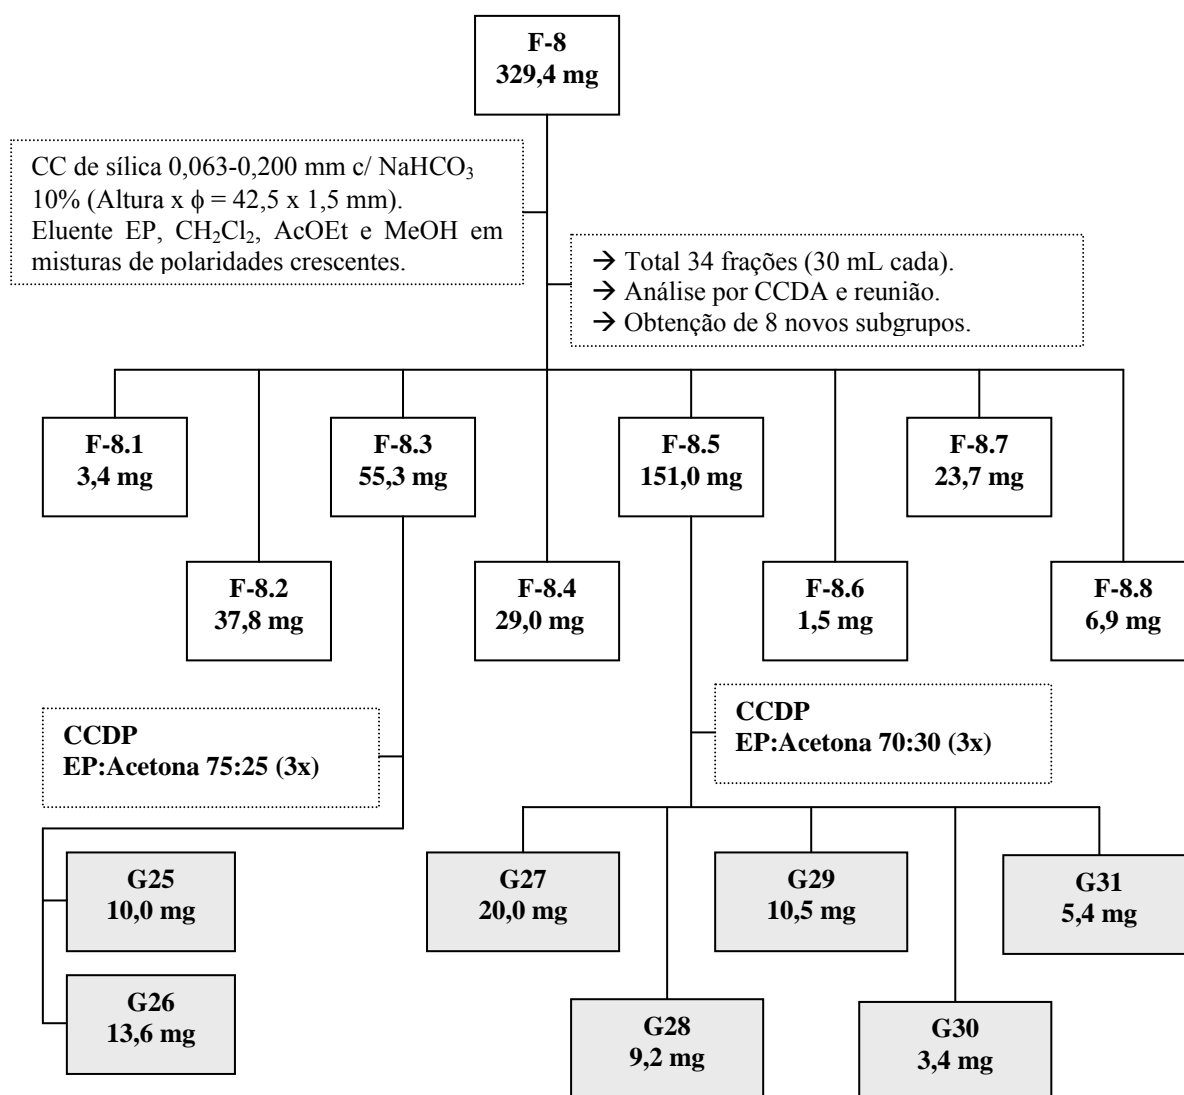 F-8
329,4 mg
CC de sílica 0,063-0,200 mm c/ NaHCO₃
10% (Altura x ϕ = 42,5 x 1,5 mm).
Eluente EP, CH₂Cl₂, AcOEt e MeOH em
misturas de polaridades crescentes.
→ Total 34 frações (30 mL cada).
→ Análise por CCDA e reunião.
→ Obtenção de 8 novos subgrupos.
F-8.1
3,4 mg
F-8.3
55,3 mg
F-8.5
151,0 mg
F-8.7
23,7 mg
F-8.2
37,8 mg
F-8.4
29,0 mg
F-8.6
1,5 mg
F-8.8
6,9 mg
CCDP
EP:Acetona 75:25 (3x)
CCDP
EP:Acetona 70:30 (3x)
G25
10,0 mg
G27
20,0 mg
G29
10,5 mg
G31
5,4 mg
G26
13,6 mg
G28
9,2 mg
G30
3,4 mg